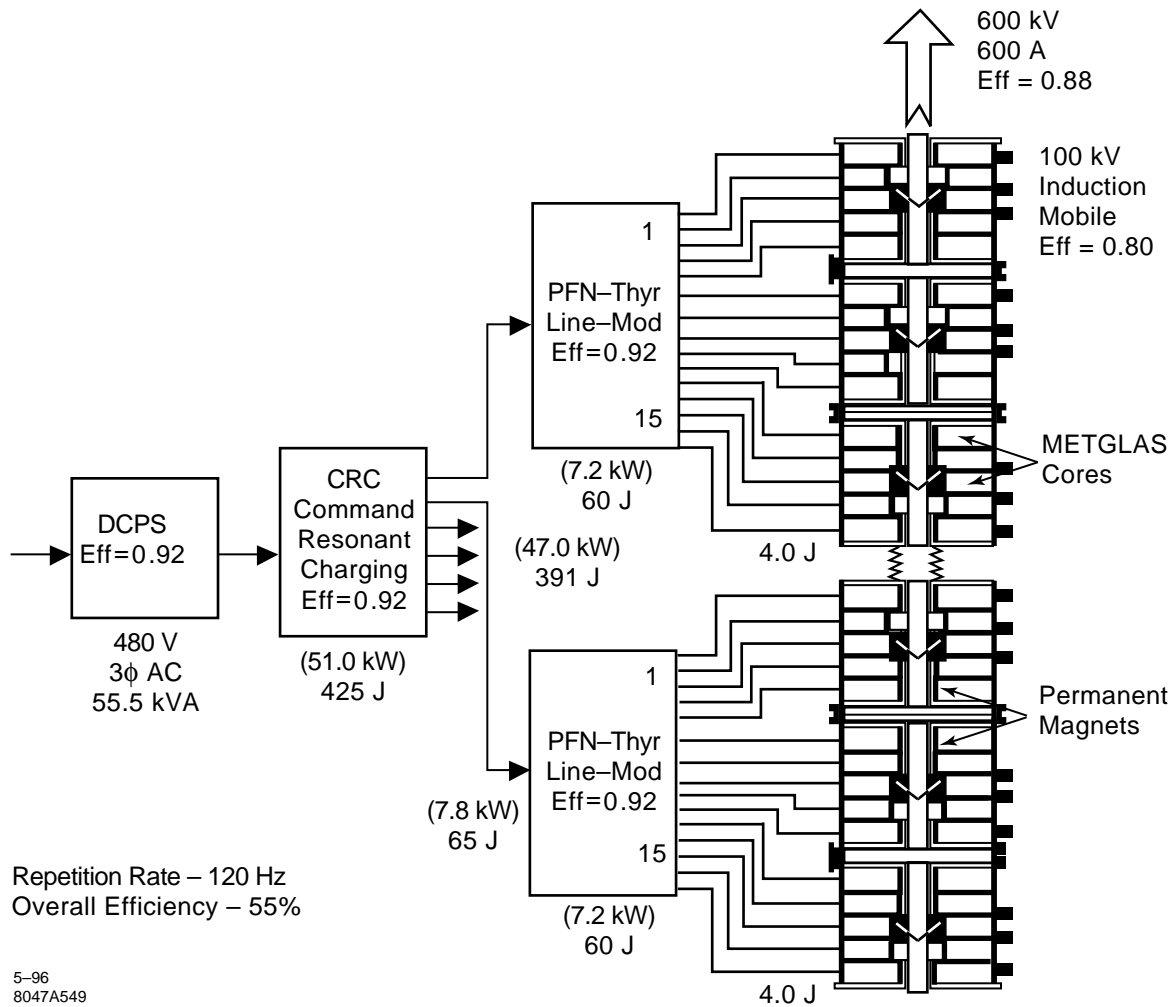 600 kV
600 A
Eff = 0.88
100 kV
Induction
Mobile
Eff = 0.80
1
PFN–Thyr
Line–Mod
Eff=0.92
15
(7.2 kW)
60 J
METGLAS
Cores
DCPS
Eff=0.92
480 V
3ϕ AC
55.5 kVA
CRC
Command
Resonant
Charging
Eff=0.92
(51.0 kW)
425 J
(47.0 kW)
391 J
4.0 J
1
PFN–Thyr
Line–Mod
Eff=0.92
15
(7.8 kW)
65 J
(7.2 kW)
60 J
4.0 J
Permanent
Magnets
Repetition Rate – 120 Hz
Overall Efficiency – 55%
5–96
8047A549